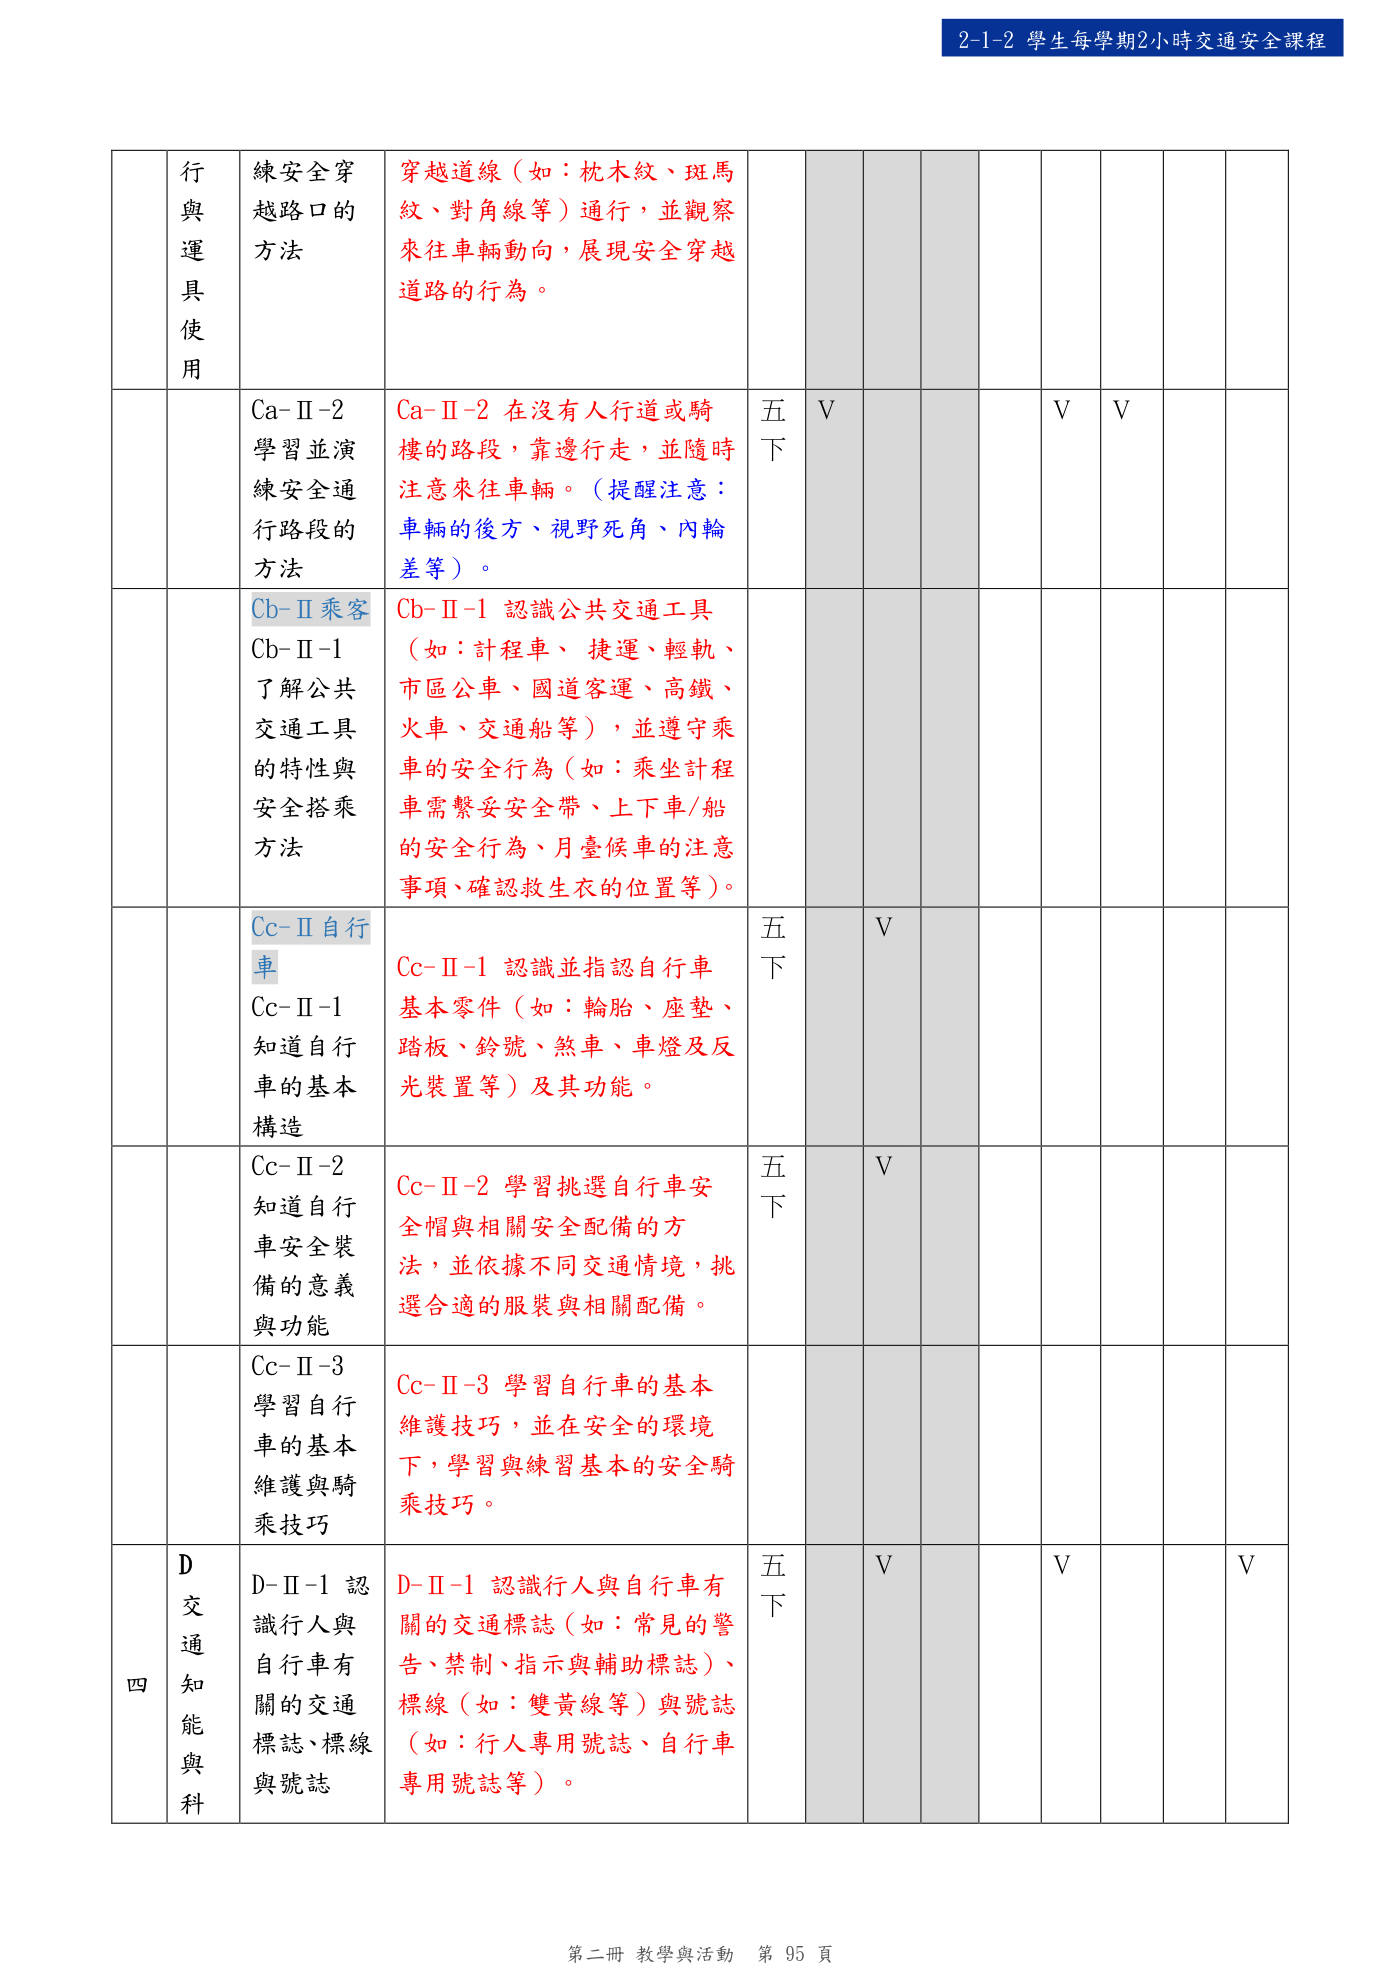 2-1-2 學生每學期2小時交通安全課程
行
與
運
具
使
用
練安全穿
越路口的
方法
穿越道線（如：枕木紋、斑馬
紋、對角線等）通行，並觀察
來往車輛動向，展現安全穿越
道路的行為。
Ca-Ⅱ-2
學習並演
練安全通
行路段的
方法
Ca-Ⅱ-2 在沒有人行道或騎
樓的路段，靠邊行走，並隨時
注意來往車輛。（提醒注意：
車輛的後方、視野死角、內輪
差等）。
五
下
V
V
V
Cb-Ⅱ乘客
Cb-Ⅱ-1
了解公共
交通工具
的特性與
安全搭乘
方法
Cb-Ⅱ-1 認識公共交通工具
（如：計程車、 捷運、輕軌、
市區公車、國道客運、高鐵、
火車、交通船等），並遵守乘
車的安全行為（如：乘坐計程
車需繫妥安全帶、上下車/船
的安全行為、月臺候車的注意
事項、確認救生衣的位置等）。
Cc-Ⅱ自行
車
Cc-Ⅱ-1
知道自行
車的基本
構造
Cc-Ⅱ-1 認識並指認自行車
基本零件（如：輪胎、座墊、
踏板、鈴號、煞車、車燈及反
光裝置等）及其功能。
五
下
V
Cc-Ⅱ-2
知道自行
車安全裝
備的意義
與功能
Cc-Ⅱ-2 學習挑選自行車安
全帽與相關安全配備的方
法，並依據不同交通情境，挑
選合適的服裝與相關配備。
五
下
V
Cc-Ⅱ-3
學習自行
車的基本
維護與騎
乘技巧
Cc-Ⅱ-3 學習自行車的基本
維護技巧，並在安全的環境
下，學習與練習基本的安全騎
乘技巧。
四
D
交
通
知
能
與
科
D-Ⅱ-1 認
識行人與
自行車有
關的交通
標誌、標線
與號誌
D-Ⅱ-1 認識行人與自行車有
關的交通標誌（如：常見的警
告、禁制、指示與輔助標誌）、
標線（如：雙黃線等）與號誌
（如：行人專用號誌、自行車
專用號誌等）。
五
下
V
V
V
第二冊 教學與活動 第 95 頁